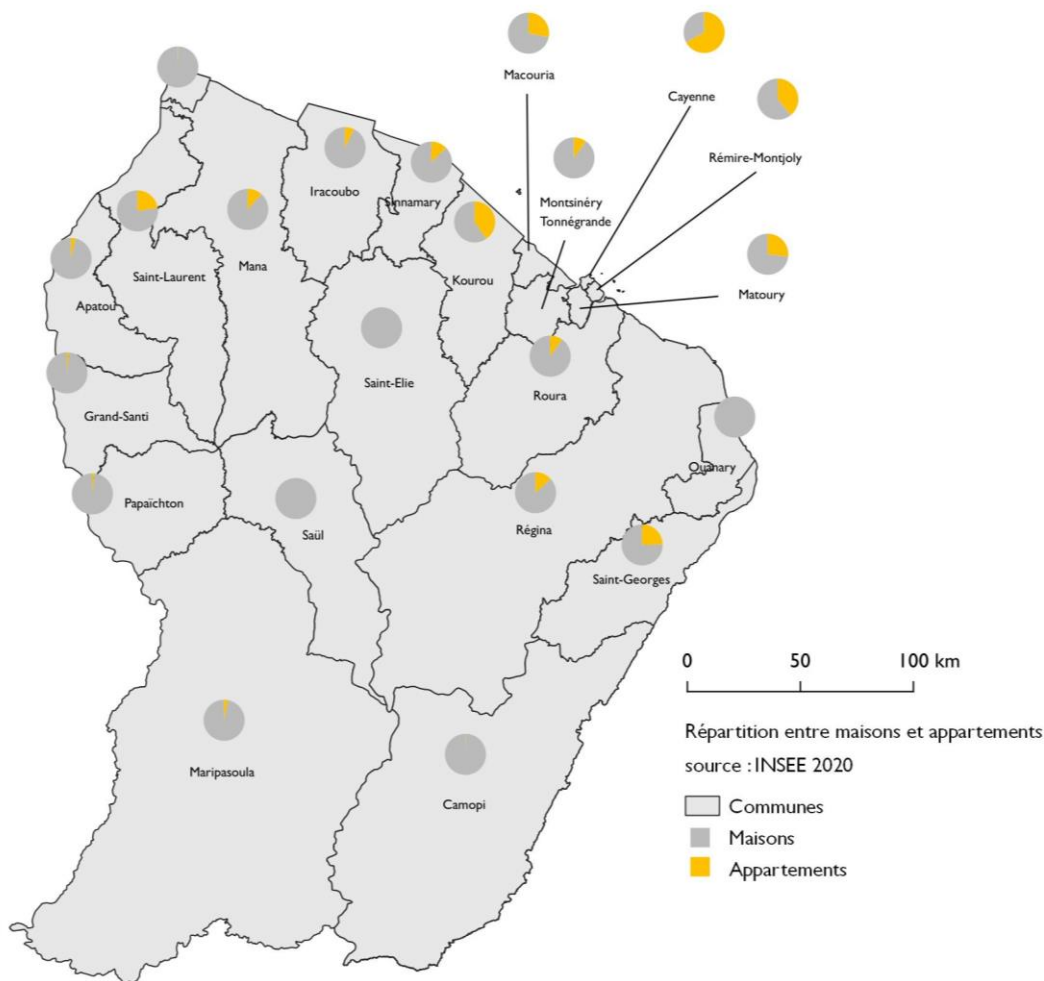 Macouria
Cayenne
Rémire-Montjoly
Montsinéry
Tonnégrande
Iracoubo
Sinnamary
Mana
Saint-Laurent
Kourou
Matoury
Apatou
Saint-Elie
Roura
Grand-Santi
Ouanary
Papaïchton
Saül
Régina
Saint-Georges
0 50 100 km
Répartition entre maisons et appartements
source : INSEE 2020
Maripasoula
Camopi
Communes
Maisons
Appartements